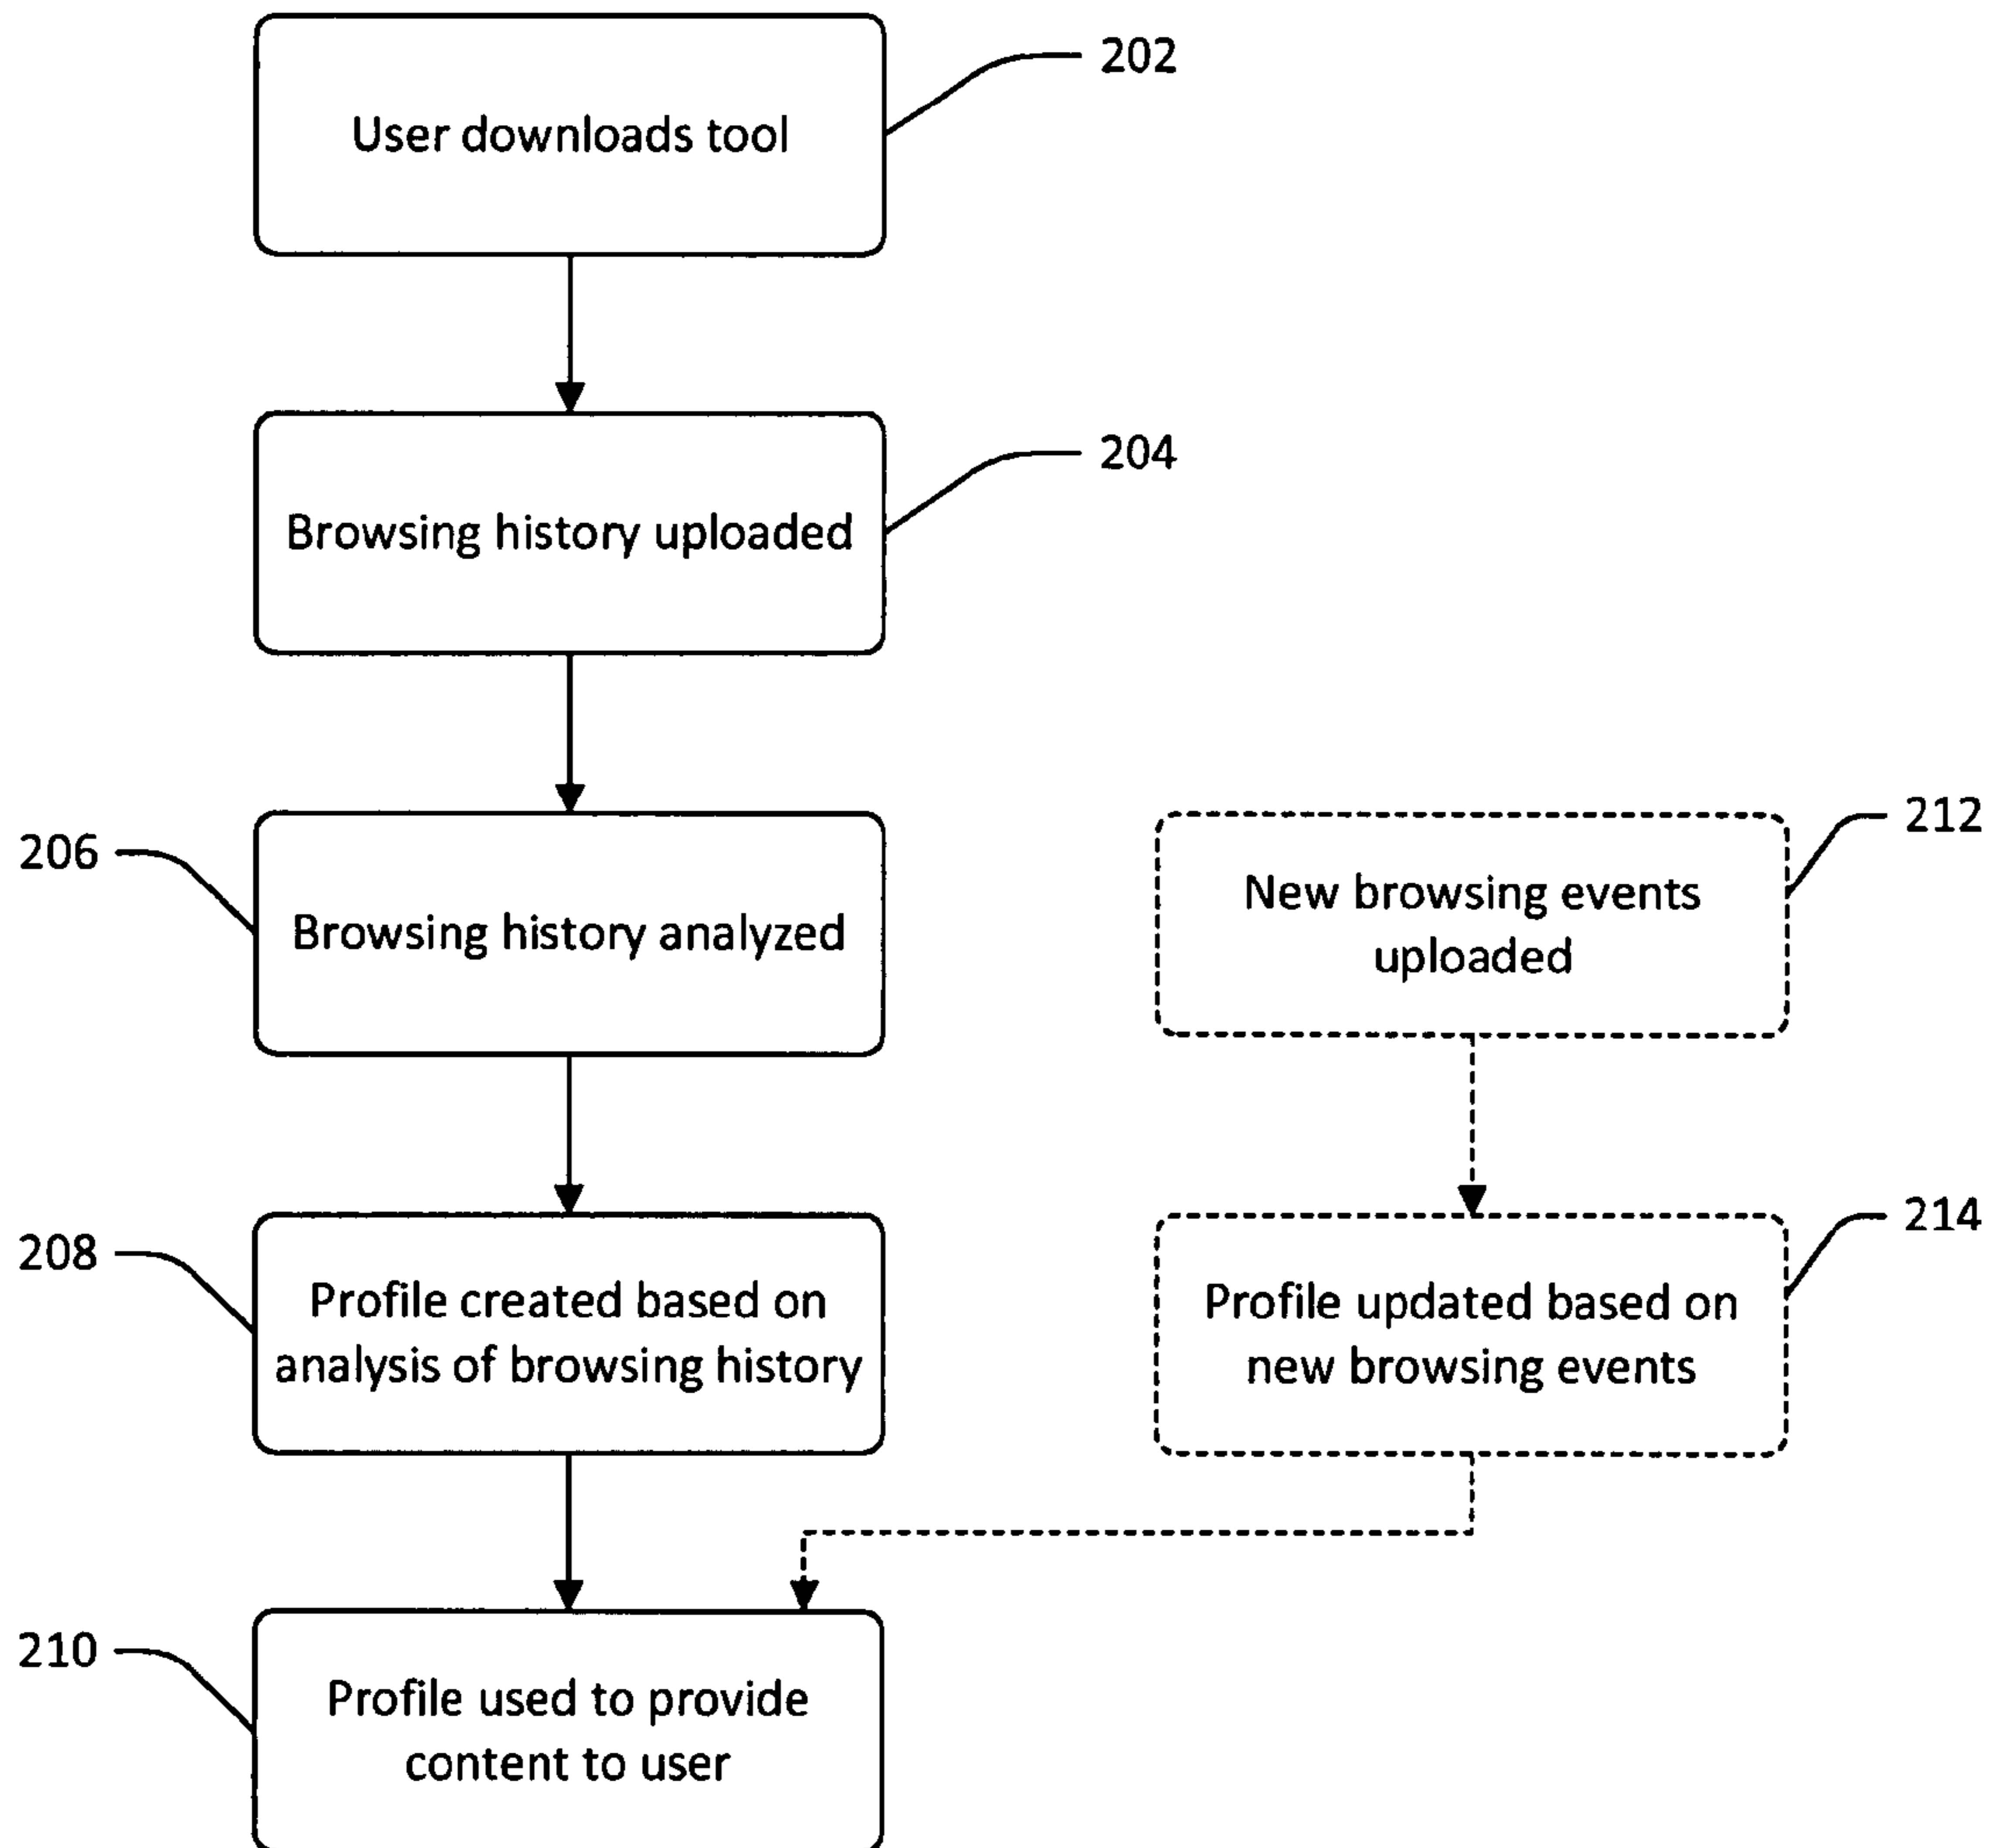 User downloads tool
202
Browsing history uploaded
204
206
Browsing history analyzed
New browsing events
uploaded
212
208
Profile created based on
analysis of browsing history
Profile updated based on
new browsing events
214
210
Profile used to provide
content to user